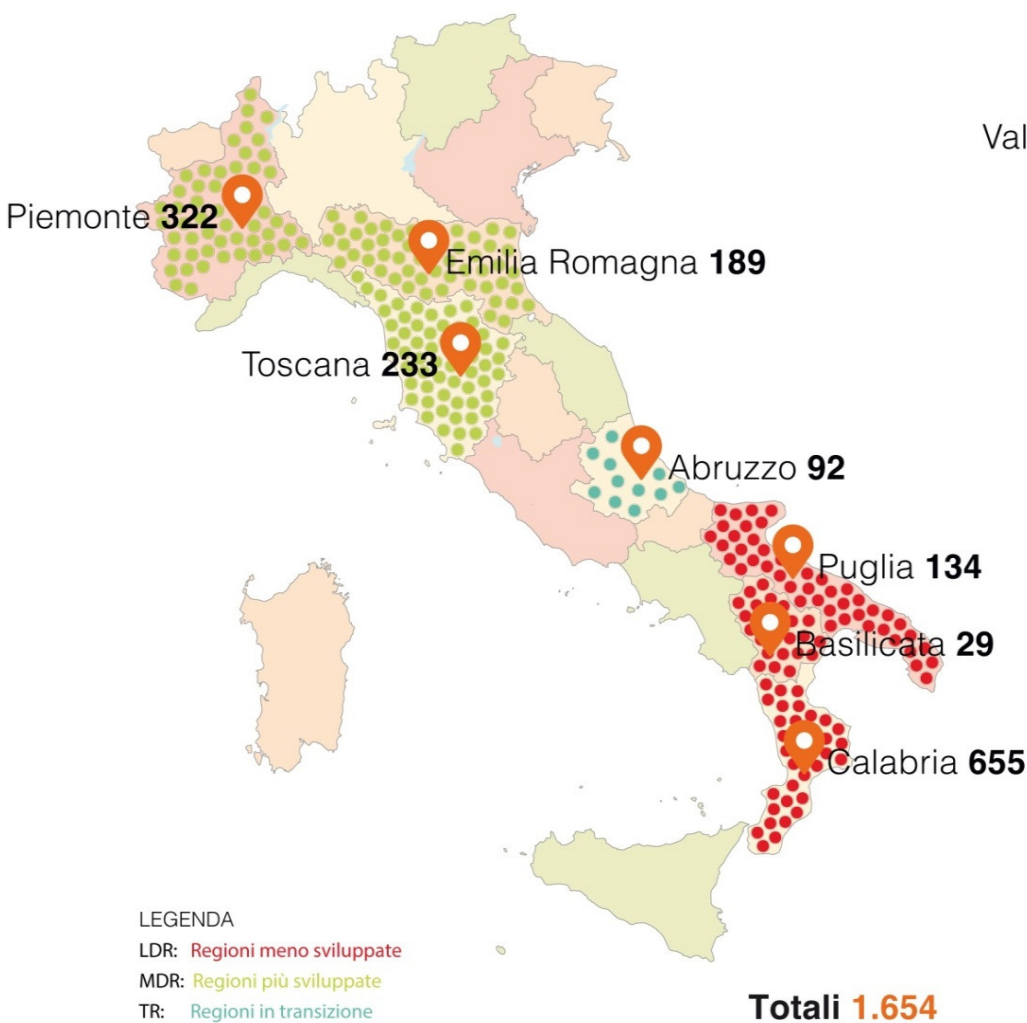 Val
Piemonte 322
Emilia Romagna 189
Toscana 233
Abruzzo 92
Puglia 134
Basilicata 29
Calabria 655
LEGENDA
LDR: Regioni meno sviluppate
MDR: Regioni più sviluppate
TR: Regioni in transizione
Totali 1.654